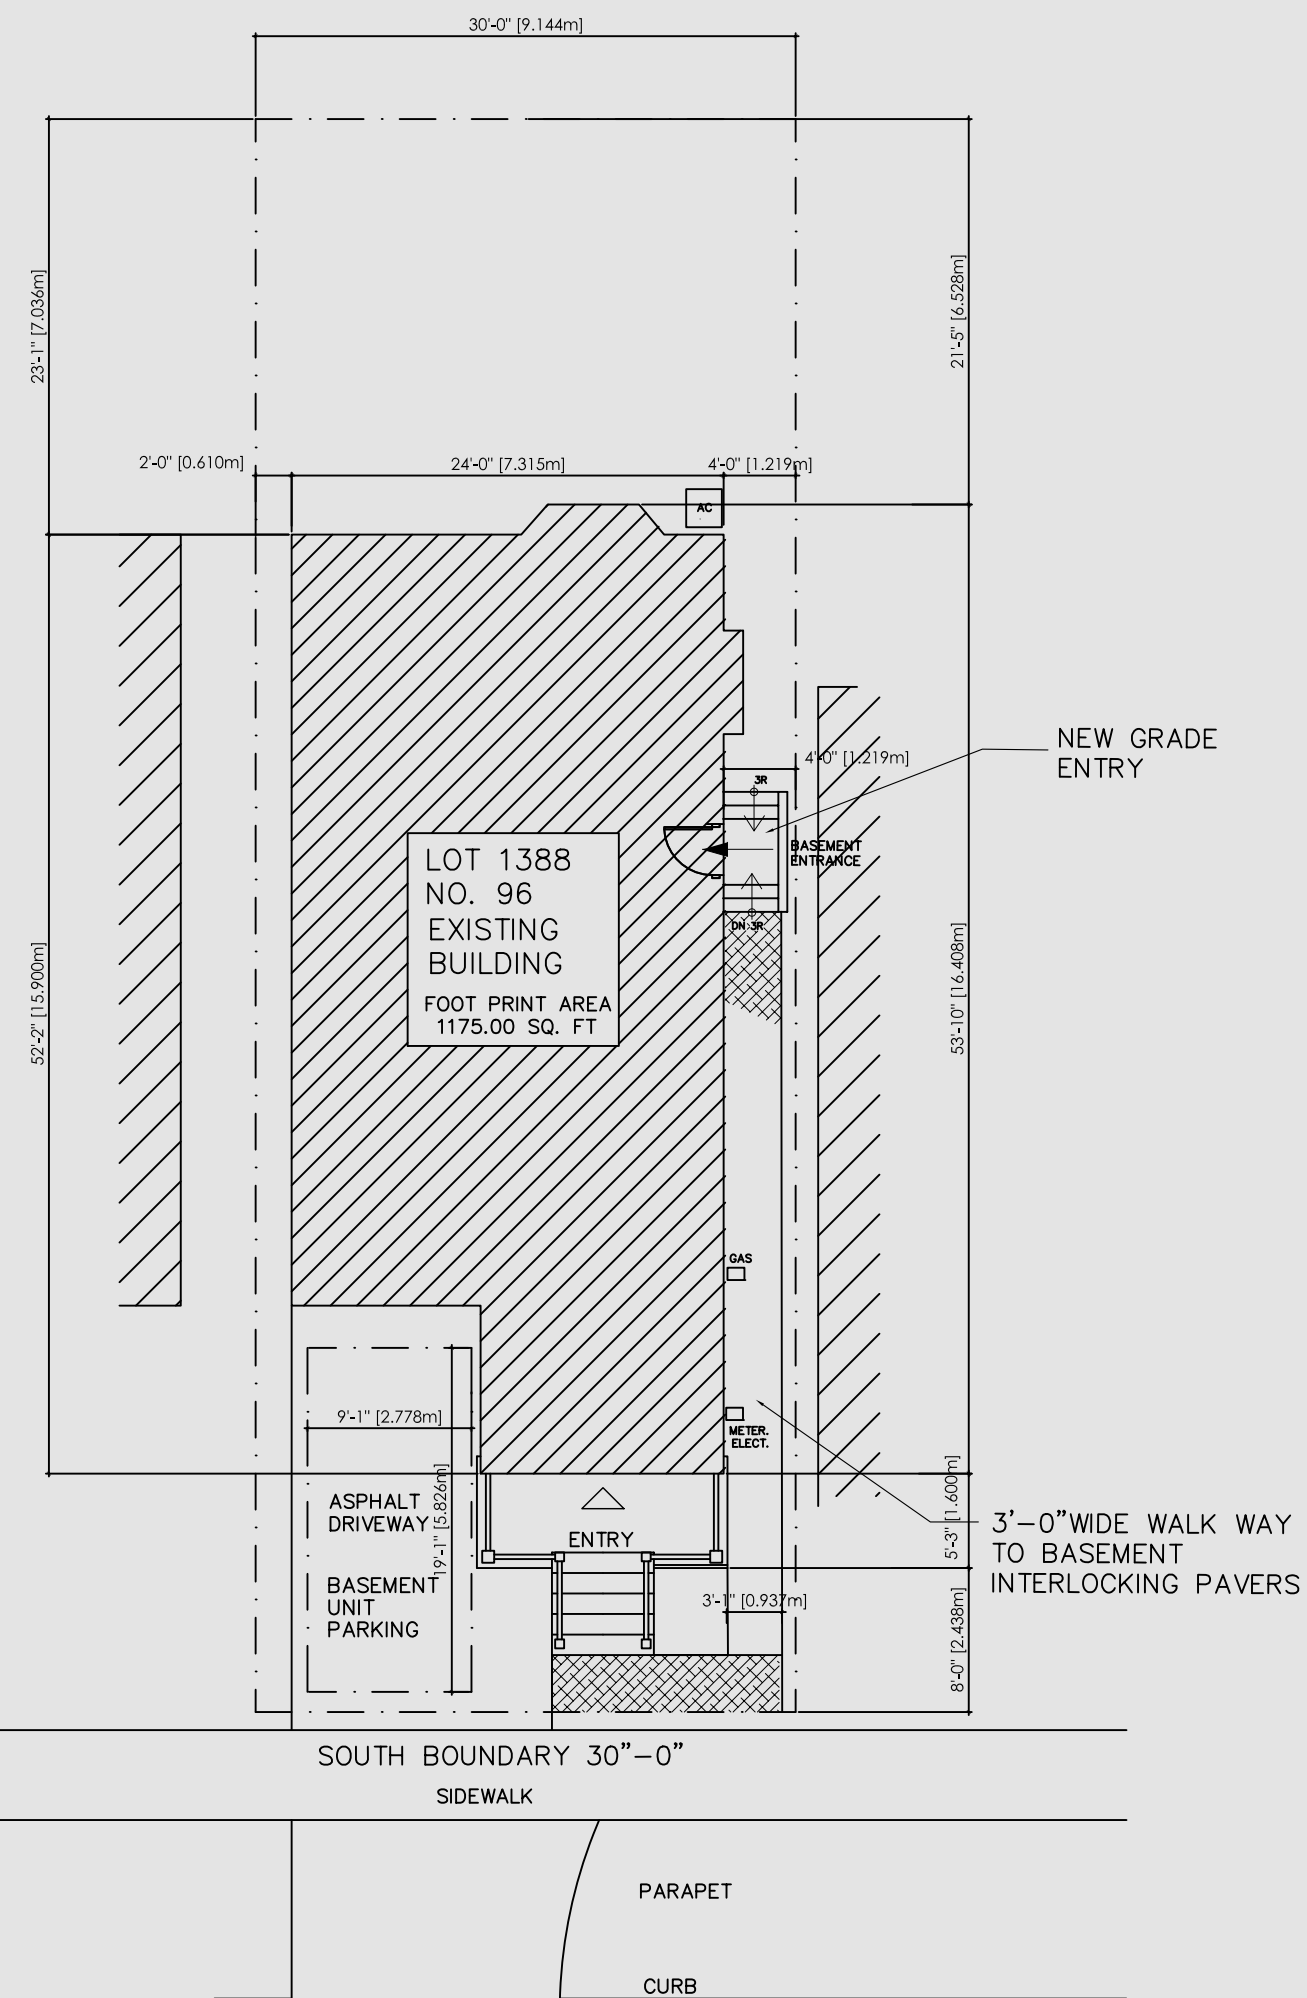 30'-0" [9.144m]
23'-1" [7.036m]
21'-5" [6.528m]
2'-0" [0.610m]
24'-0" [7.315m]
4'-0" [1.219m]
AC
NEW GRADE
ENTRY
4'-0" [1.219m]
3R
BASEMENT
ENTRANCE
LOT 1388
NO. 96
EXISTING
BUILDING
FOOT PRINT AREA
1175.00 SQ. FT
DN 3R
52'-2" [15.900m]
53'-10" [16.408m]
GAS
METER.
ELECT.
9'-1" [2.778m]
19'-1" [5.826m]
ASPHALT
DRIVEWAY
BASEMENT
UNIT
PARKING
ENTRY
5'-3" [1.600m]
3'-0"WIDE WALK WAY
TO BASEMENT
INTERLOCKING PAVERS
3'-1" [0.937m]
8'-0" [2.438m]
SOUTH BOUNDARY 30"-0"
SIDEWALK
PARAPET
CURB